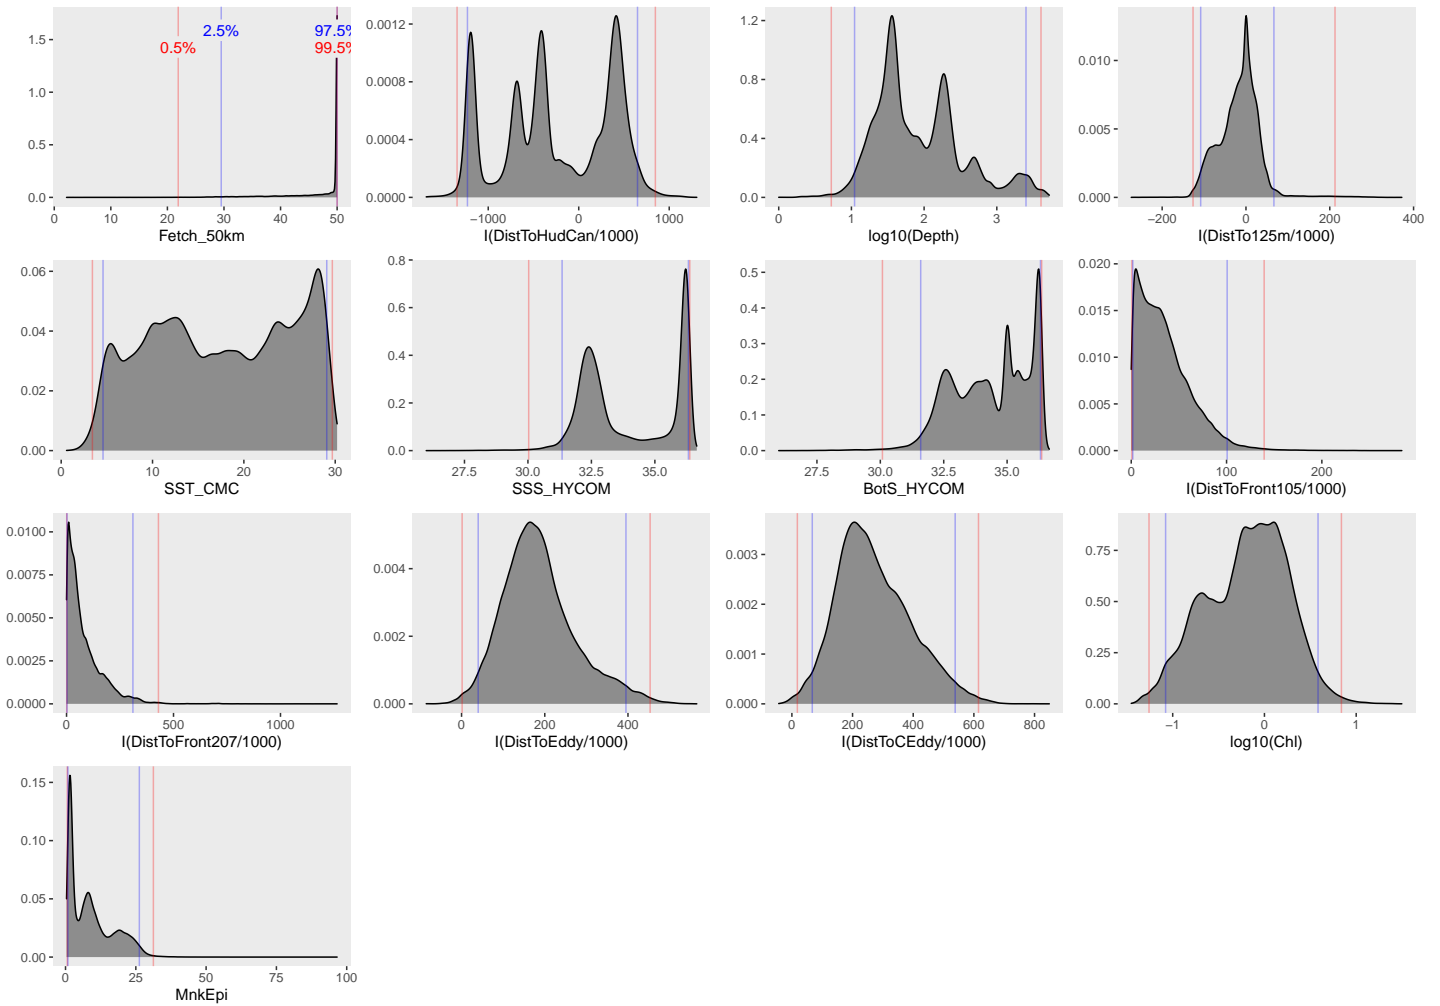 1.5
1.0
0.5
0.0
0.5%
2.5%
97.5%
99.5%
0 10 20 30 40 50
Fetch_50km
0.0012
0.0008
0.0004
0.0000
−1000 0 1000
I(DistToHudCan/1000)
1.2
0.8
0.4
0.0
0 1 2 3
log10(Depth)
0.010
0.005
0.000
−200 0 200 400
I(DistTo125m/1000)
0.06
0.04
0.02
0.00
0 10 20 30
SST_CMC
0.8
0.6
0.4
0.2
0.0
27.5 30.0 32.5 35.0
SSS_HYCOM
0.5
0.4
0.3
0.2
0.1
0.0
27.5 30.0 32.5 35.0
BotS_HYCOM
0.020
0.015
0.010
0.005
0.000
0 100 200
I(DistToFront105/1000)
0.0100
0.0075
0.0050
0.0025
0.0000
0 500 1000
I(DistToFront207/1000)
0.004
0.002
0.000
0 200 400
I(DistToEddy/1000)
0.003
0.002
0.001
0.000
0 200 400 600 800
I(DistToCEddy/1000)
0.75
0.50
0.25
0.00
−1 0 1
log10(Chl)
0.15
0.10
0.05
0.00
0 25 50 75 100
MnkEpi